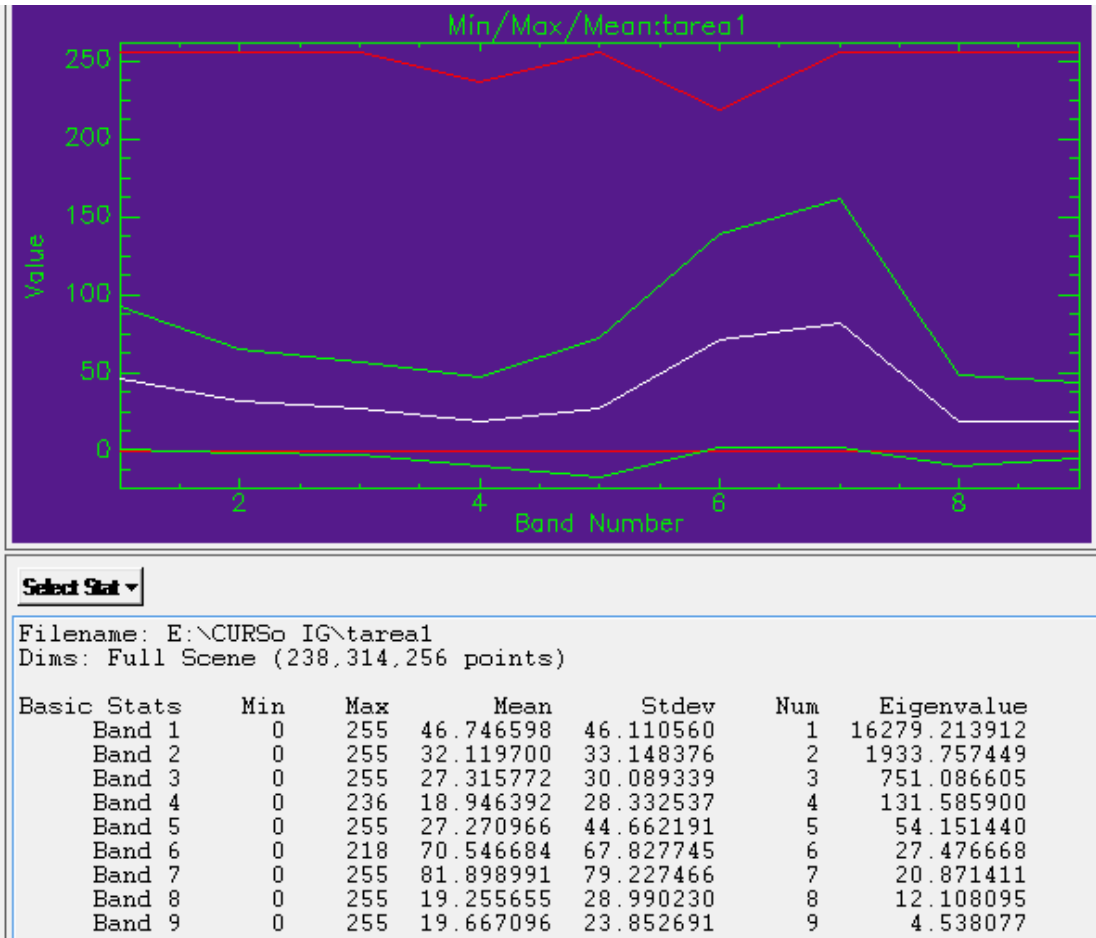 Min/Max/Mean:tarea1
250
200
150
100
50
0
Value
2 4 6 8
Band Number
Select Stat
Filename: E:\CURSo IG\tarea1
Dims: Full Scene (238,314,256 points)
Basic Stats Min Max Mean Stdev Num Eigenvalue
Band 1 0 255 46.746598 46.110560 1 16279.213912
Band 2 0 255 32.119700 33.148376 2 1933.757449
Band 3 0 255 27.315772 30.089339 3 751.086605
Band 4 0 236 18.946392 28.332537 4 131.585900
Band 5 0 255 27.270966 44.662191 5 54.151440
Band 6 0 218 70.546684 67.827745 6 27.476668
Band 7 0 255 81.898991 79.227466 7 20.871411
Band 8 0 255 19.255655 28.990230 8 12.108095
Band 9 0 255 19.667096 23.852691 9 4.538077